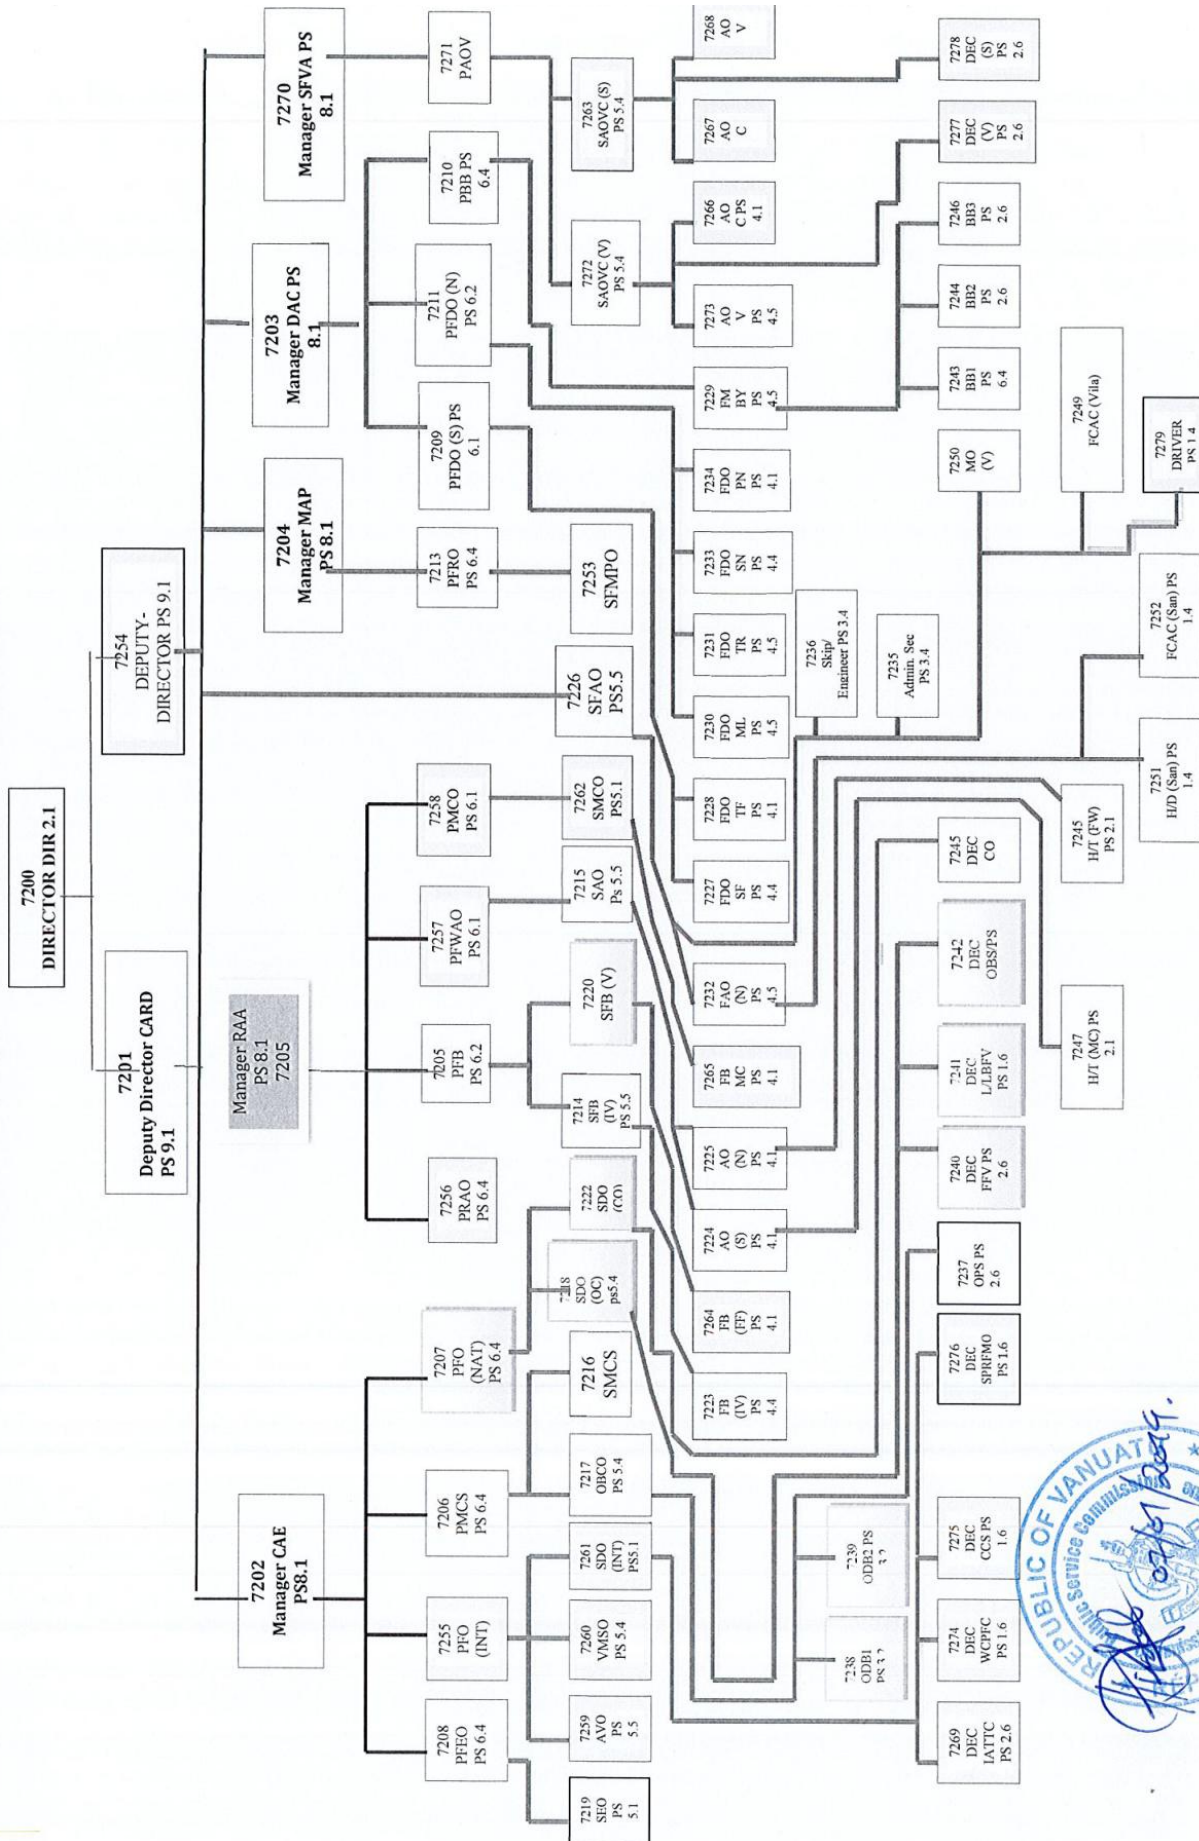 7200
DIRECTOR DIR 2.1
7201
Deputy Director CARD
PS 9.1
7254
DEPUTY-
DIRECTOR PS 9.1
7202
Manager CAE
PS8.1
Manager RAA
PS 8.1
7205
7204
Manager MAP
PS 8.1
7203
Manager DAC PS
8.1
7270
Manager SFVA PS
8.1
7208
PFEO
PS 6.4
7255
PFO
(INT)
7206
PMCS
PS 6.4
7207
PFO
(NAT)
PS 6.4
7256
PRAO
PS 6.4
7205
PFB
PS 6.2
7257
PFWAO
PS 6.1
7258
PMCO
PS 6.1
7213
PFRO
PS 6.4
7209
PFDO (S) PS
6.1
7211
PFDO (N)
PS 6.2
7210
PBB PS
6.4
7271
PAOV
7219
SEO
PS
5.1
7259
AVO
PS
5.5
7260
VMSO
PS 5.4
7261
SDO
(INT)
PS5.1
7217
OBCO
PS 5.4
7216
SMCS
7218
SDO
(OC)
ps5.4
7222
SDO
(CO)
7214
SFB
(IV)
PS 5.5
7220
SFB (V)
7215
SAO
Ps 5.5
7262
SMCO
PS5.1
7226
SFAO
PS5.5
7253
SFMPO
7272
SAOVC (V)
PS 5.4
7263
SAOVC (S)
PS 5.4
7223
FB
(IV)
PS
4.4
7264
FB
(FF)
PS
4.1
7224
AO
(S)
PS
4.1
7225
AO
(N)
PS
4.1
7265
FB
MC
PS
4.1
7232
FAO
(N)
PS
4.5
7227
FDO
SF
PS
4.4
7228
FDO
TF
PS
4.1
7230
FDO
ML
PS
4.5
7231
FDO
TR
PS
4.5
7233
FDO
SN
PS
4.4
7234
FDO
PN
PS
4.1
7229
FM
BY
PS
4.5
7273
AO
V
PS
4.5
7266
AO
C PS
4.1
7267
AO
C
7268
AO
V
7238
ODB1
PS 3.2
7239
ODB2 PS
3.2
7235
Admin. Sec
PS 3.4
7236
Skip/
Engineer PS 3.4
7269
DEC
IATTC
PS 2.6
7274
DEC
WCPFC
PS 1.6
7275
DEC
CCS PS
1.6
7276
DEC
SPRFMO
PS 1.6
7237
OPS PS
2.6
7240
DEC
FFV PS
2.6
7241
DEC
L/LBFV
PS 1.6
7242
DEC
OBS/PS
7245
DEC
CO
7250
MO
(V)
7243
BB1
PS
6.4
7244
BB2
PS
2.6
7246
BB3
PS
2.6
7277
DEC
(V)
PS
2.6
7278
DEC
(S)
PS
2.6
7247
H/T (MC) PS
2.1
7245
H/T (FW)
PS 2.1
7249
FCAC (Vila)
7251
H/D (San) PS
1.4
7252
FCAC (San) PS
1.4
7279
DRIVER
PS 1.4
REPUBLIC OF VANUAT
Public Service Commission